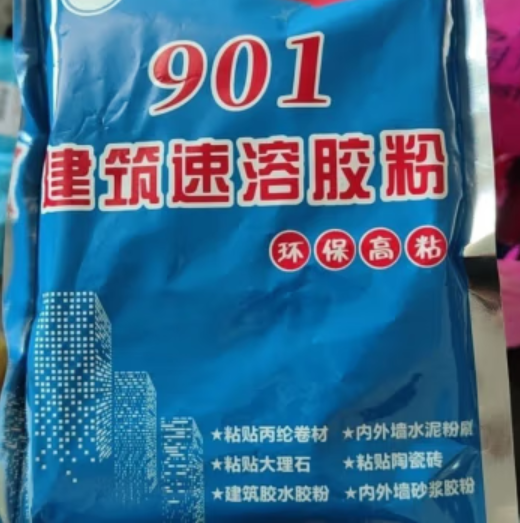 901
建筑速溶胶粉
环保高粘
★粘贴丙纶卷材 ★内外墙水泥粉刷
★粘贴大理石 ★粘贴陶瓷砖
★建筑胶水胶粉 ★内外墙砂浆胶粉